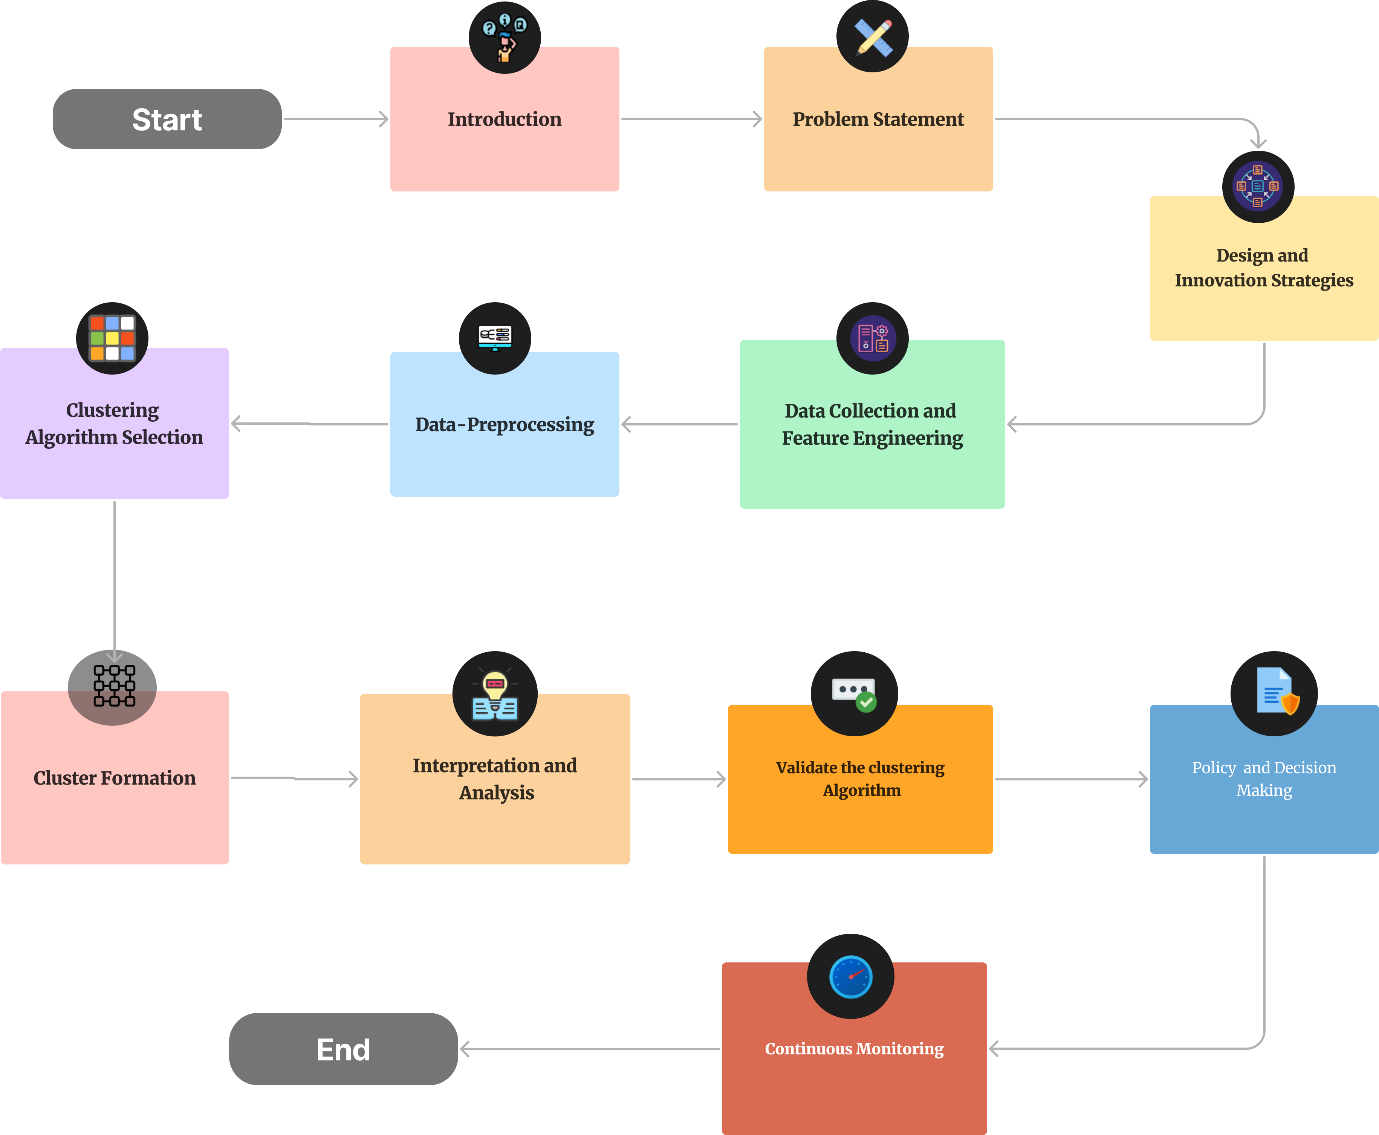 Start
Introduction
Problem Statement
Design and
Innovation Strategies
Data Collection and
Feature Engineering
Data-Preprocessing
Clustering
Algorithm Selection
Cluster Formation
Interpretation and
Analysis
Validate the clustering
Algorithm
Policy and Decision
Making
Continuous Monitoring
End